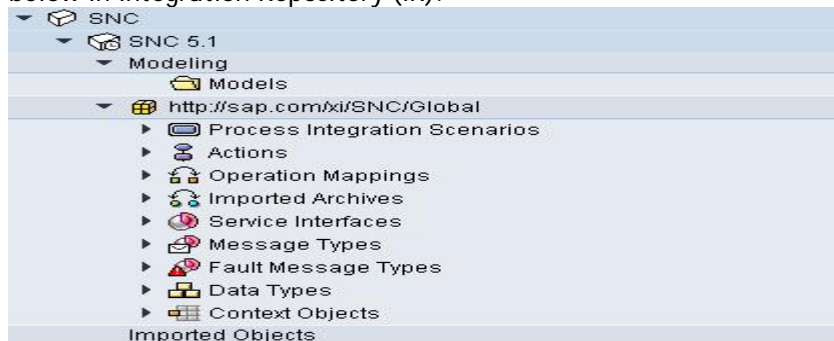 below in Integration Repository (IR):
SNC
SNC 5.1
Modeling
Models
http://sap.com/xi/SNC/Global
Process Integration Scenarios
Actions
Operation Mappings
Imported Archives
Service Interfaces
Message Types
Fault Message Types
Data Types
Context Objects
Imported Objects